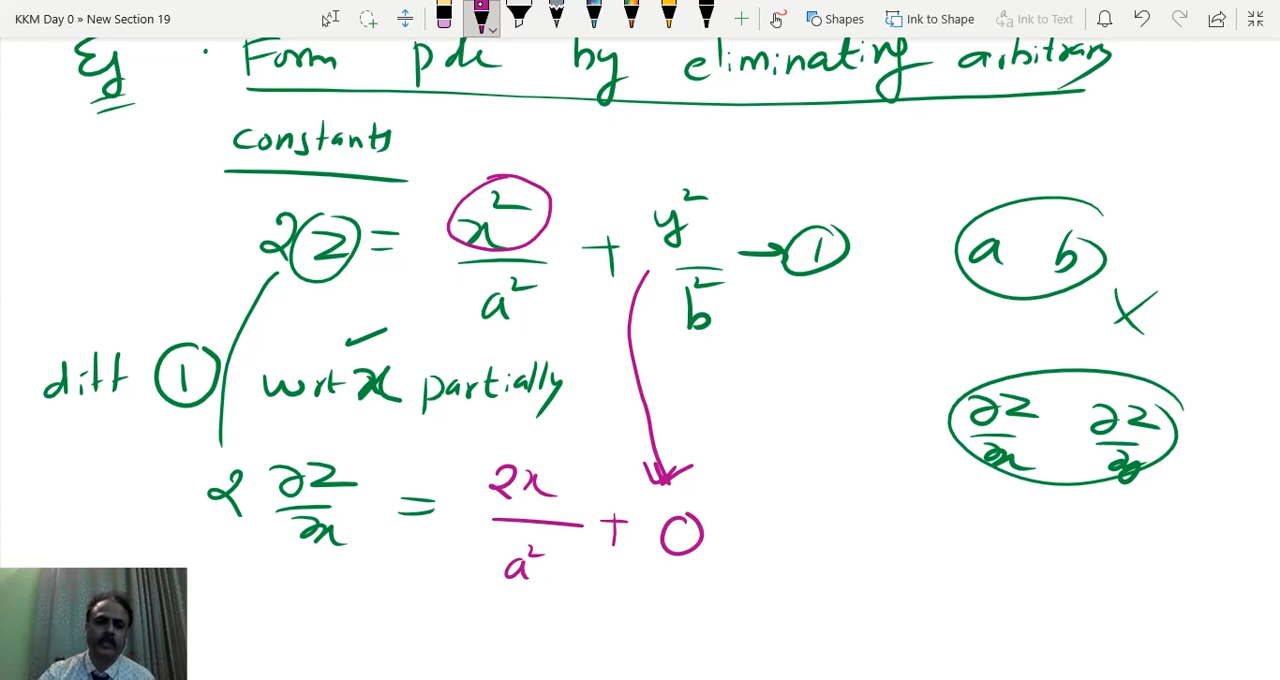 KKM Day 0 » New Section 19
Shapes Ink to Shape Ink to Text
Eg . Form pde by eliminating arbitrary
constants
2z = x²/a² + y²/b² → ①
a b
x
diff ① wrt x partially
∂z/∂x ∂z/∂y
2 ∂z/∂x = 2x/a² + 0